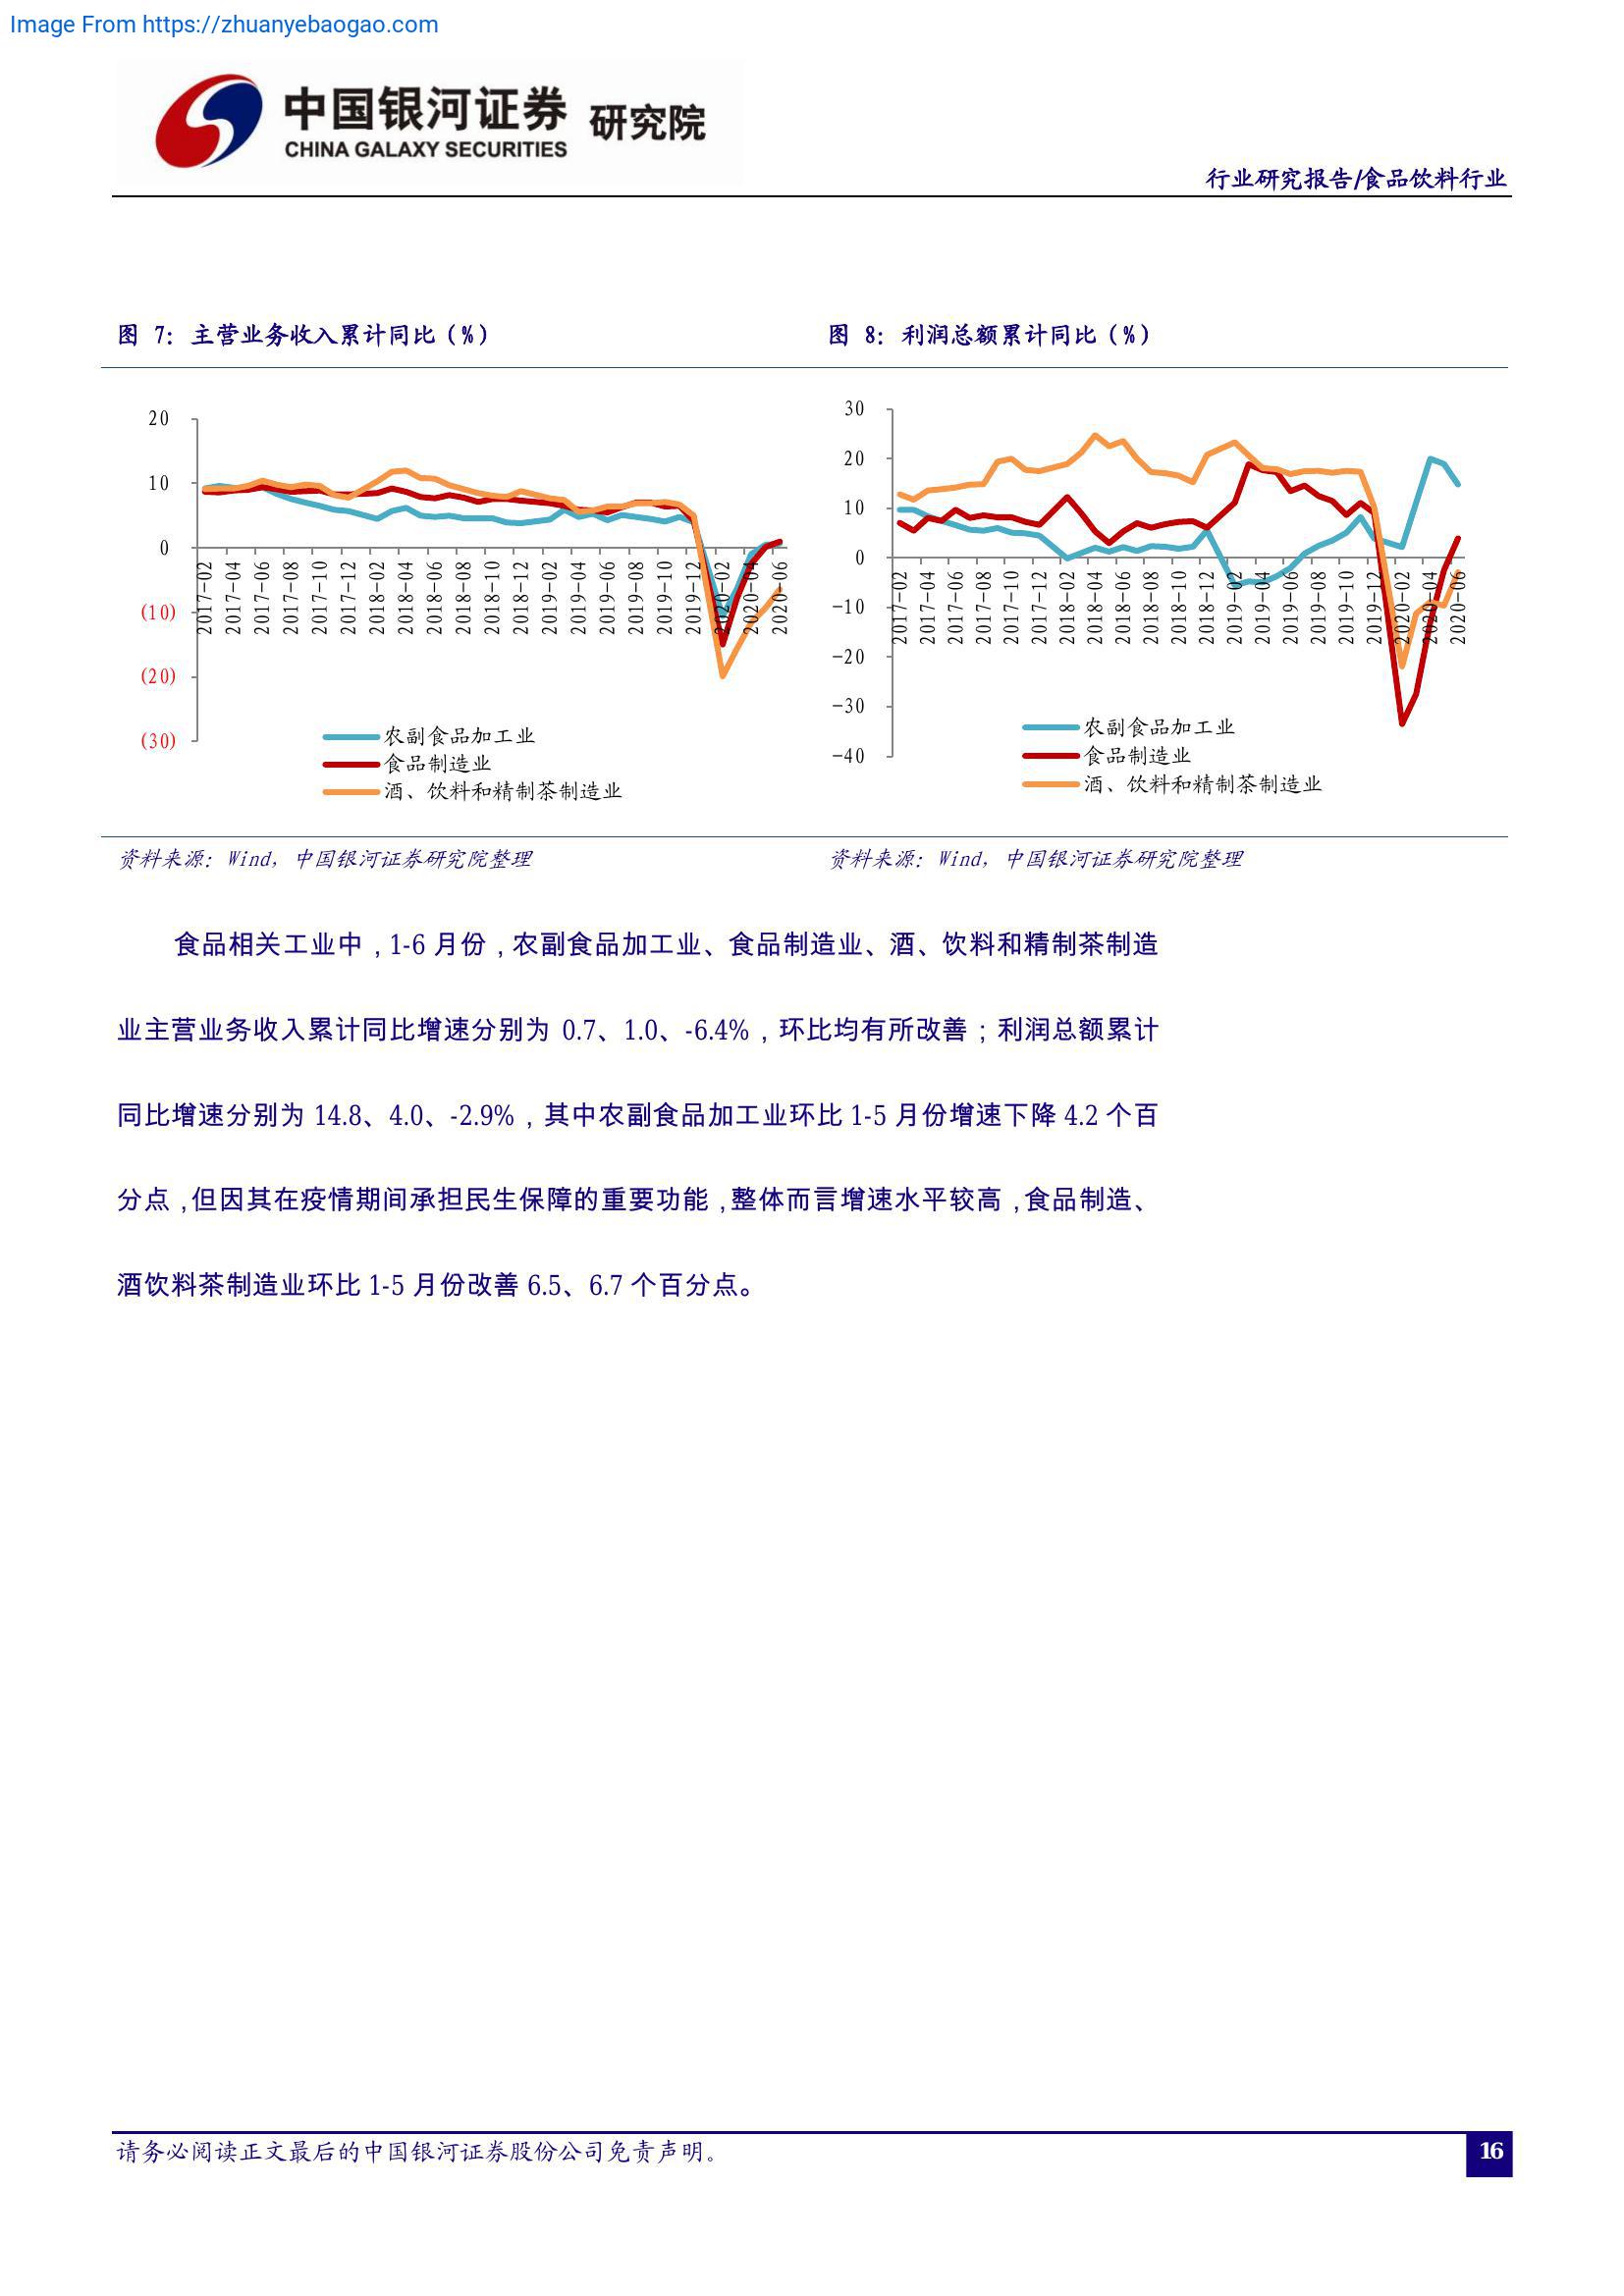 Image From https://zhuanyebaogao.com
中国银河证券 研究院
CHINA GALAXY SECURITIES
行业研究报告/食品饮料行业
图 7: 主营业务收入累计同比（%）
图 8: 利润总额累计同比（%）
20
10
0
(10)
(20)
(30)
2017-02
2017-04
2017-06
2017-08
2017-10
2017-12
2018-02
2018-04
2018-06
2018-08
2018-10
2018-12
2019-02
2019-04
2019-06
2019-08
2019-10
2019-12
2020-02
2020-04
2020-06
农副食品加工业
食品制造业
酒、饮料和精制茶制造业
30
20
10
0
-10
-20
-30
-40
2017-02
2017-04
2017-06
2017-08
2017-10
2017-12
2018-02
2018-04
2018-06
2018-08
2018-10
2018-12
2019-02
2019-04
2019-06
2019-08
2019-10
2019-12
2020-02
2020-04
2020-06
农副食品加工业
食品制造业
酒、饮料和精制茶制造业
资料来源: Wind, 中国银河证券研究院整理
资料来源: Wind, 中国银河证券研究院整理
食品相关工业中，1-6 月份，农副食品加工业、食品制造业、酒、饮料和精制茶制造
业主营业务收入累计同比增速分别为 0.7、1.0、-6.4%，环比均有所改善；利润总额累计
同比增速分别为 14.8、4.0、-2.9%，其中农副食品加工业环比 1-5 月份增速下降 4.2 个百
分点，但因其在疫情期间承担民生保障的重要功能，整体而言增速水平较高，食品制造、
酒饮料茶制造业环比 1-5 月份改善 6.5、6.7 个百分点。
请务必阅读正文最后的中国银河证券股份公司免责声明。
16